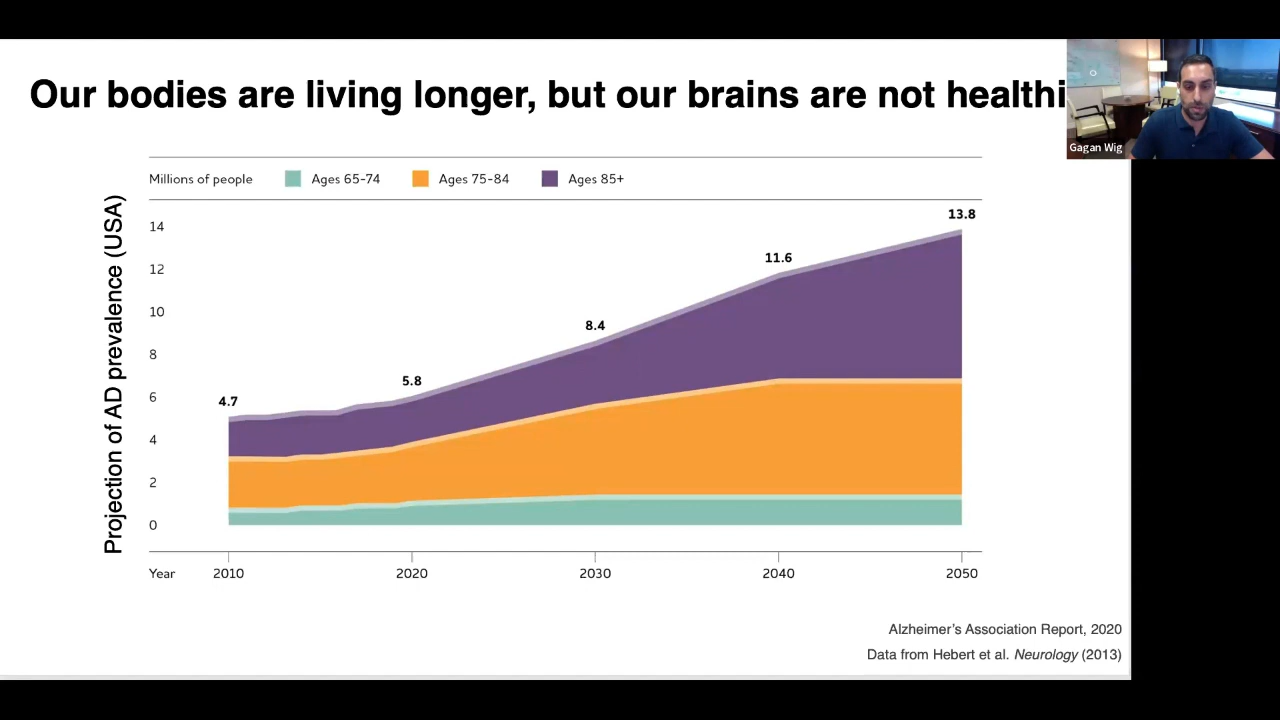 Our bodies are living longer, but our brains are not healthi
Gagan Wig
Millions of people Ages 65-74 Ages 75-84 Ages 85+
Projection of AD prevalence (USA)
14
12
10
8
6
4
2
0
4.7
5.8
8.4
11.6
13.8
Year 2010 2020 2030 2040 2050
Alzheimer’s Association Report, 2020
Data from Hebert et al. Neurology (2013)